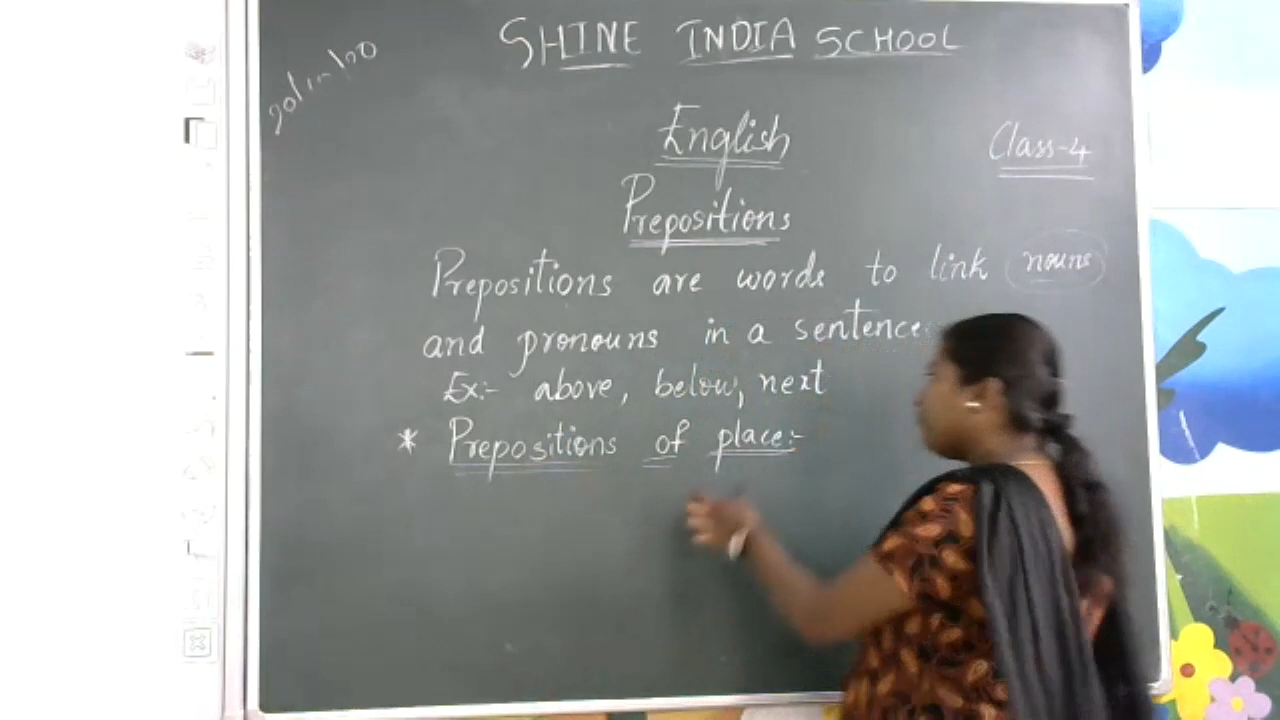 SHINE INDIA SCHOOL
English
Class-4
Prepositions
Prepositions are words to link nouns
and pronouns in a sentence
Ex:- above, below, next
* Prepositions of place:-